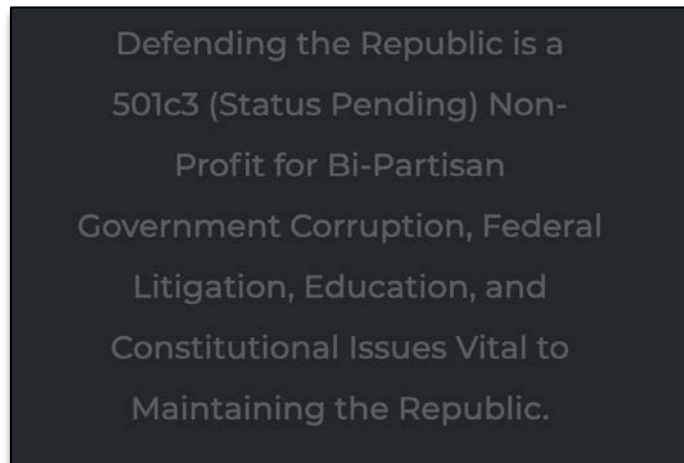 Defending the Republic is a
501c3 (Status Pending) Non-
Profit for Bi-Partisan
Government Corruption, Federal
Litigation, Education, and
Constitutional Issues Vital to
Maintaining the Republic.